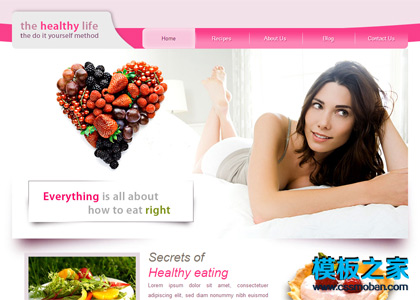 the healthy life
the do it yourself method
Home
Recipes
About Us
Blog
Contact Us
Everything is all about
how to eat right
Secrets of
Healthy eating
Lorem ipsum dolor sit amet, consectetuer
adipiscing elit, sed diam nonummy nibh euismod
模板之家
www.cssmoban.com